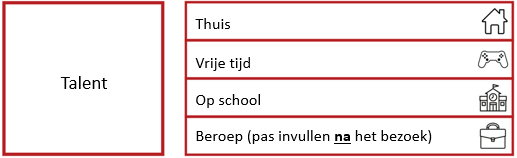 Talent
Thuis
Vrije tijd
Op school
Beroep (pas invullen na het bezoek)